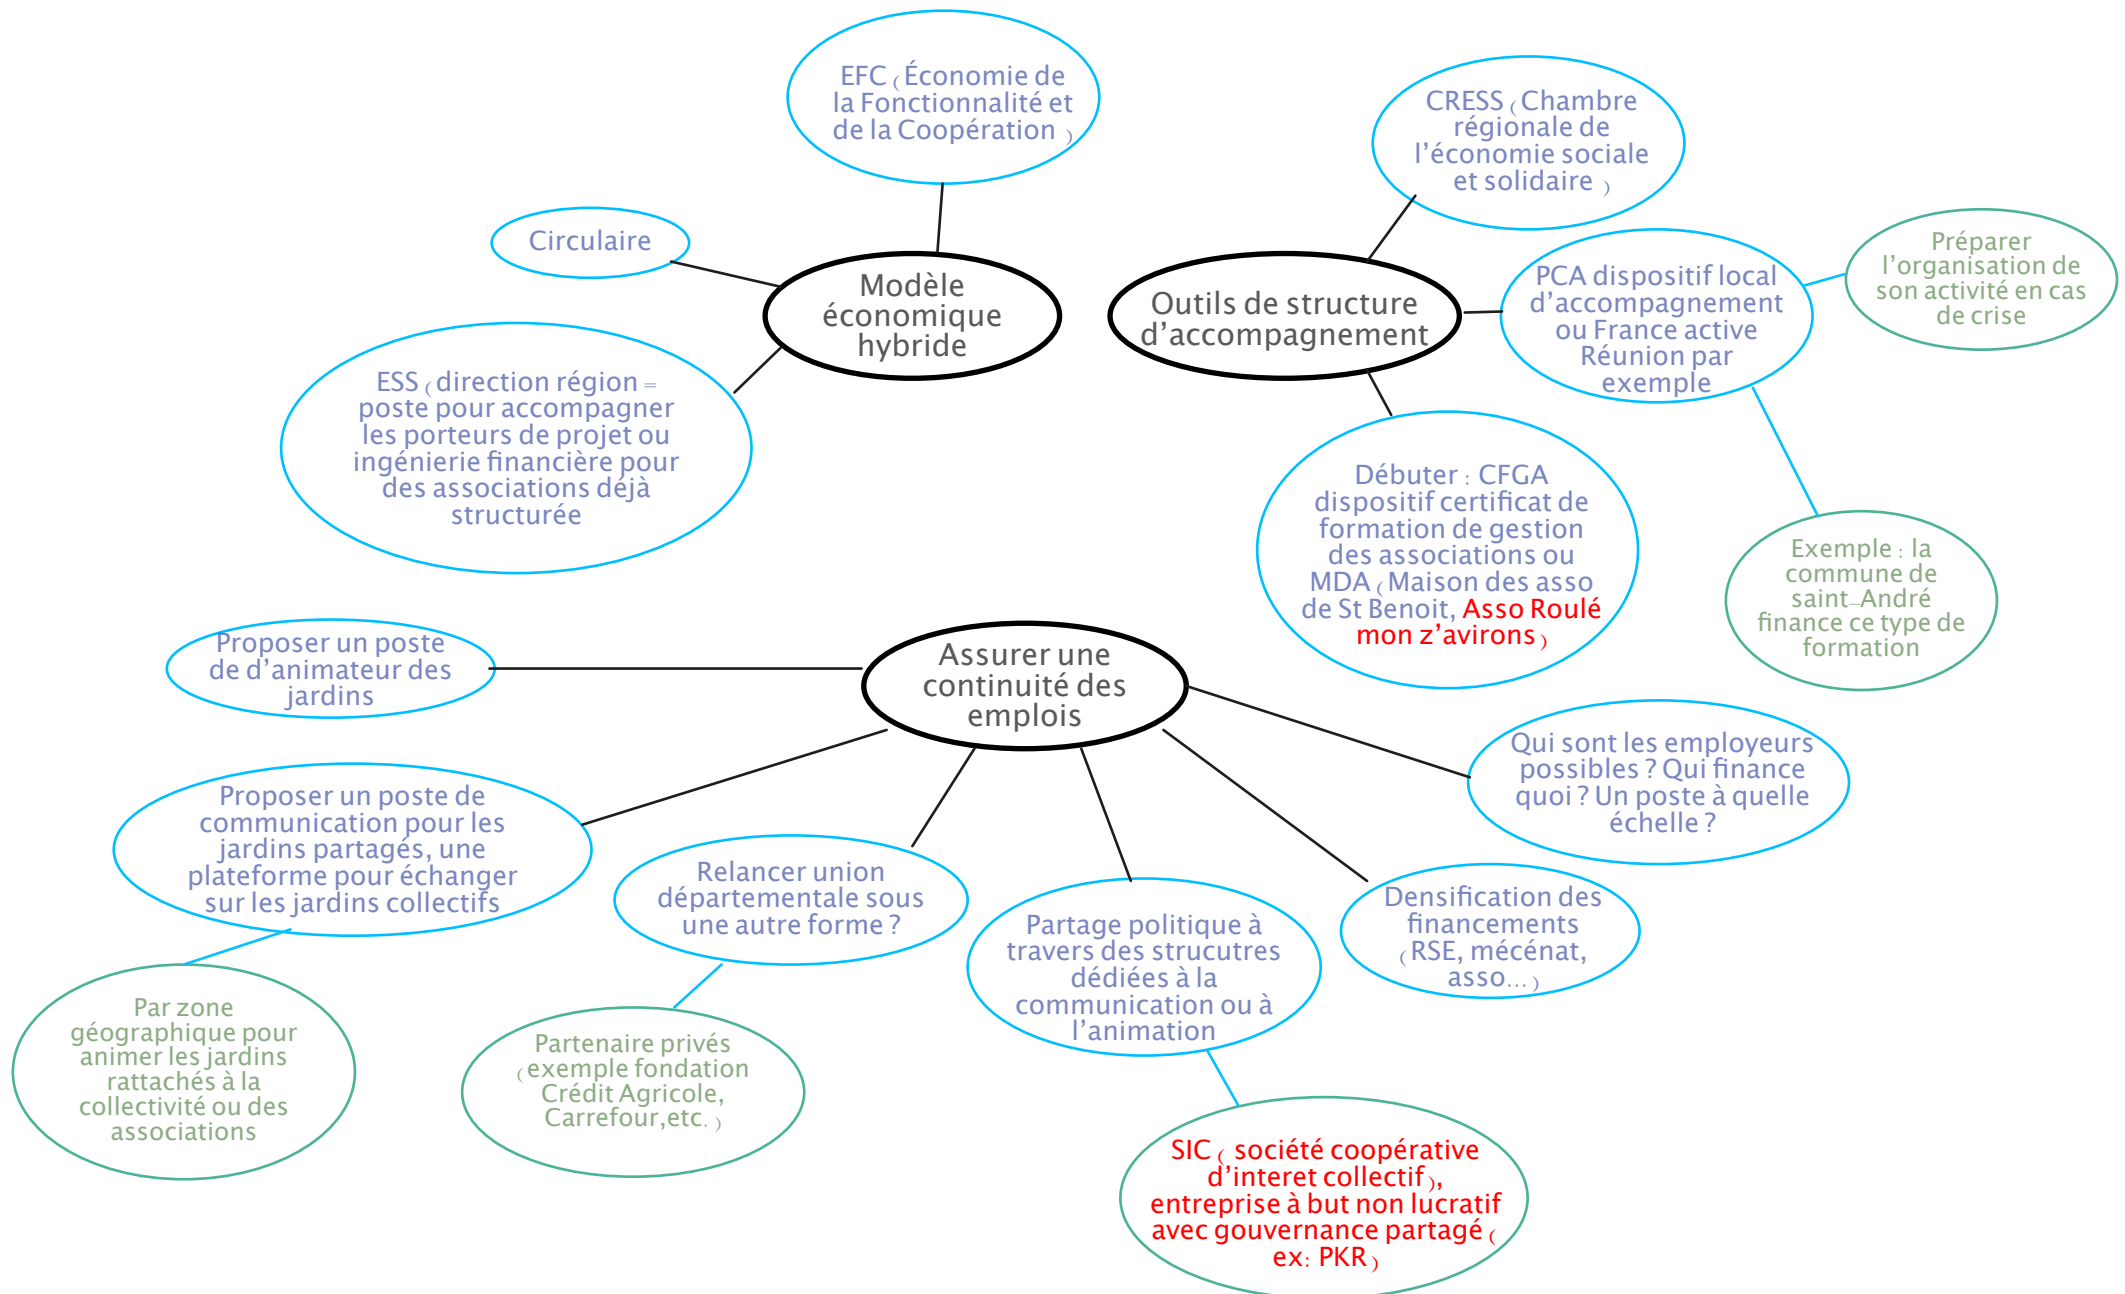 EFC (Économie de
la Fonctionnalité et
de la Coopération )
Circulaire
Modèle
économique
hybride
ESS (direction région =
poste pour accompagner
les porteurs de projet ou
ingénierie financière pour
des associations déjà
structurée
CRESS (Chambre
régionale de
l'économie sociale
et solidaire )
Outils de structure
d'accompagnement
PCA dispositif local
d'accompagnement
ou France active
Réunion par
exemple
Préparer
l'organisation de
son activité en cas
de crise
Débuter : CFGA
dispositif certificat de
formation de gestion
des associations ou
MDA (Maison des asso
de St Benoit, Asso Roulé
mon z'avirons)
Exemple : la
commune de
saint-André
finance ce type de
formation
Assurer une
continuité des
emplois
Proposer un poste
de d'animateur des
jardins
Proposer un poste de
communication pour les
jardins partagés, une
plateforme pour échanger
sur les jardins collectifs
Par zone
géographique pour
animer les jardins
rattachés à la
collectivité ou des
associations
Relancer union
départementale sous
une autre forme ?
Partenaire privés
(exemple fondation
Crédit Agricole,
Carrefour,etc. )
Partage politique à
travers des strucutres
dédiées à la
communication ou à
l'animation
SIC ( société coopérative
d'interet collectif),
entreprise à but non lucratif
avec gouvernance partagé (
ex: PKR)
Densification des
financements
(RSE, mécénat,
asso...)
Qui sont les employeurs
possibles ? Qui finance
quoi ? Un poste à quelle
échelle ?